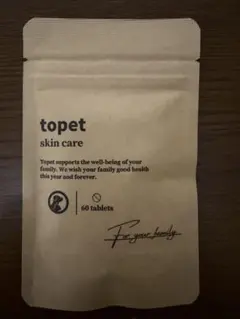 topet
skin care
Topet supports the well-being of your
family. We wish your family good health
this year and forever.
60 tablets
For your family